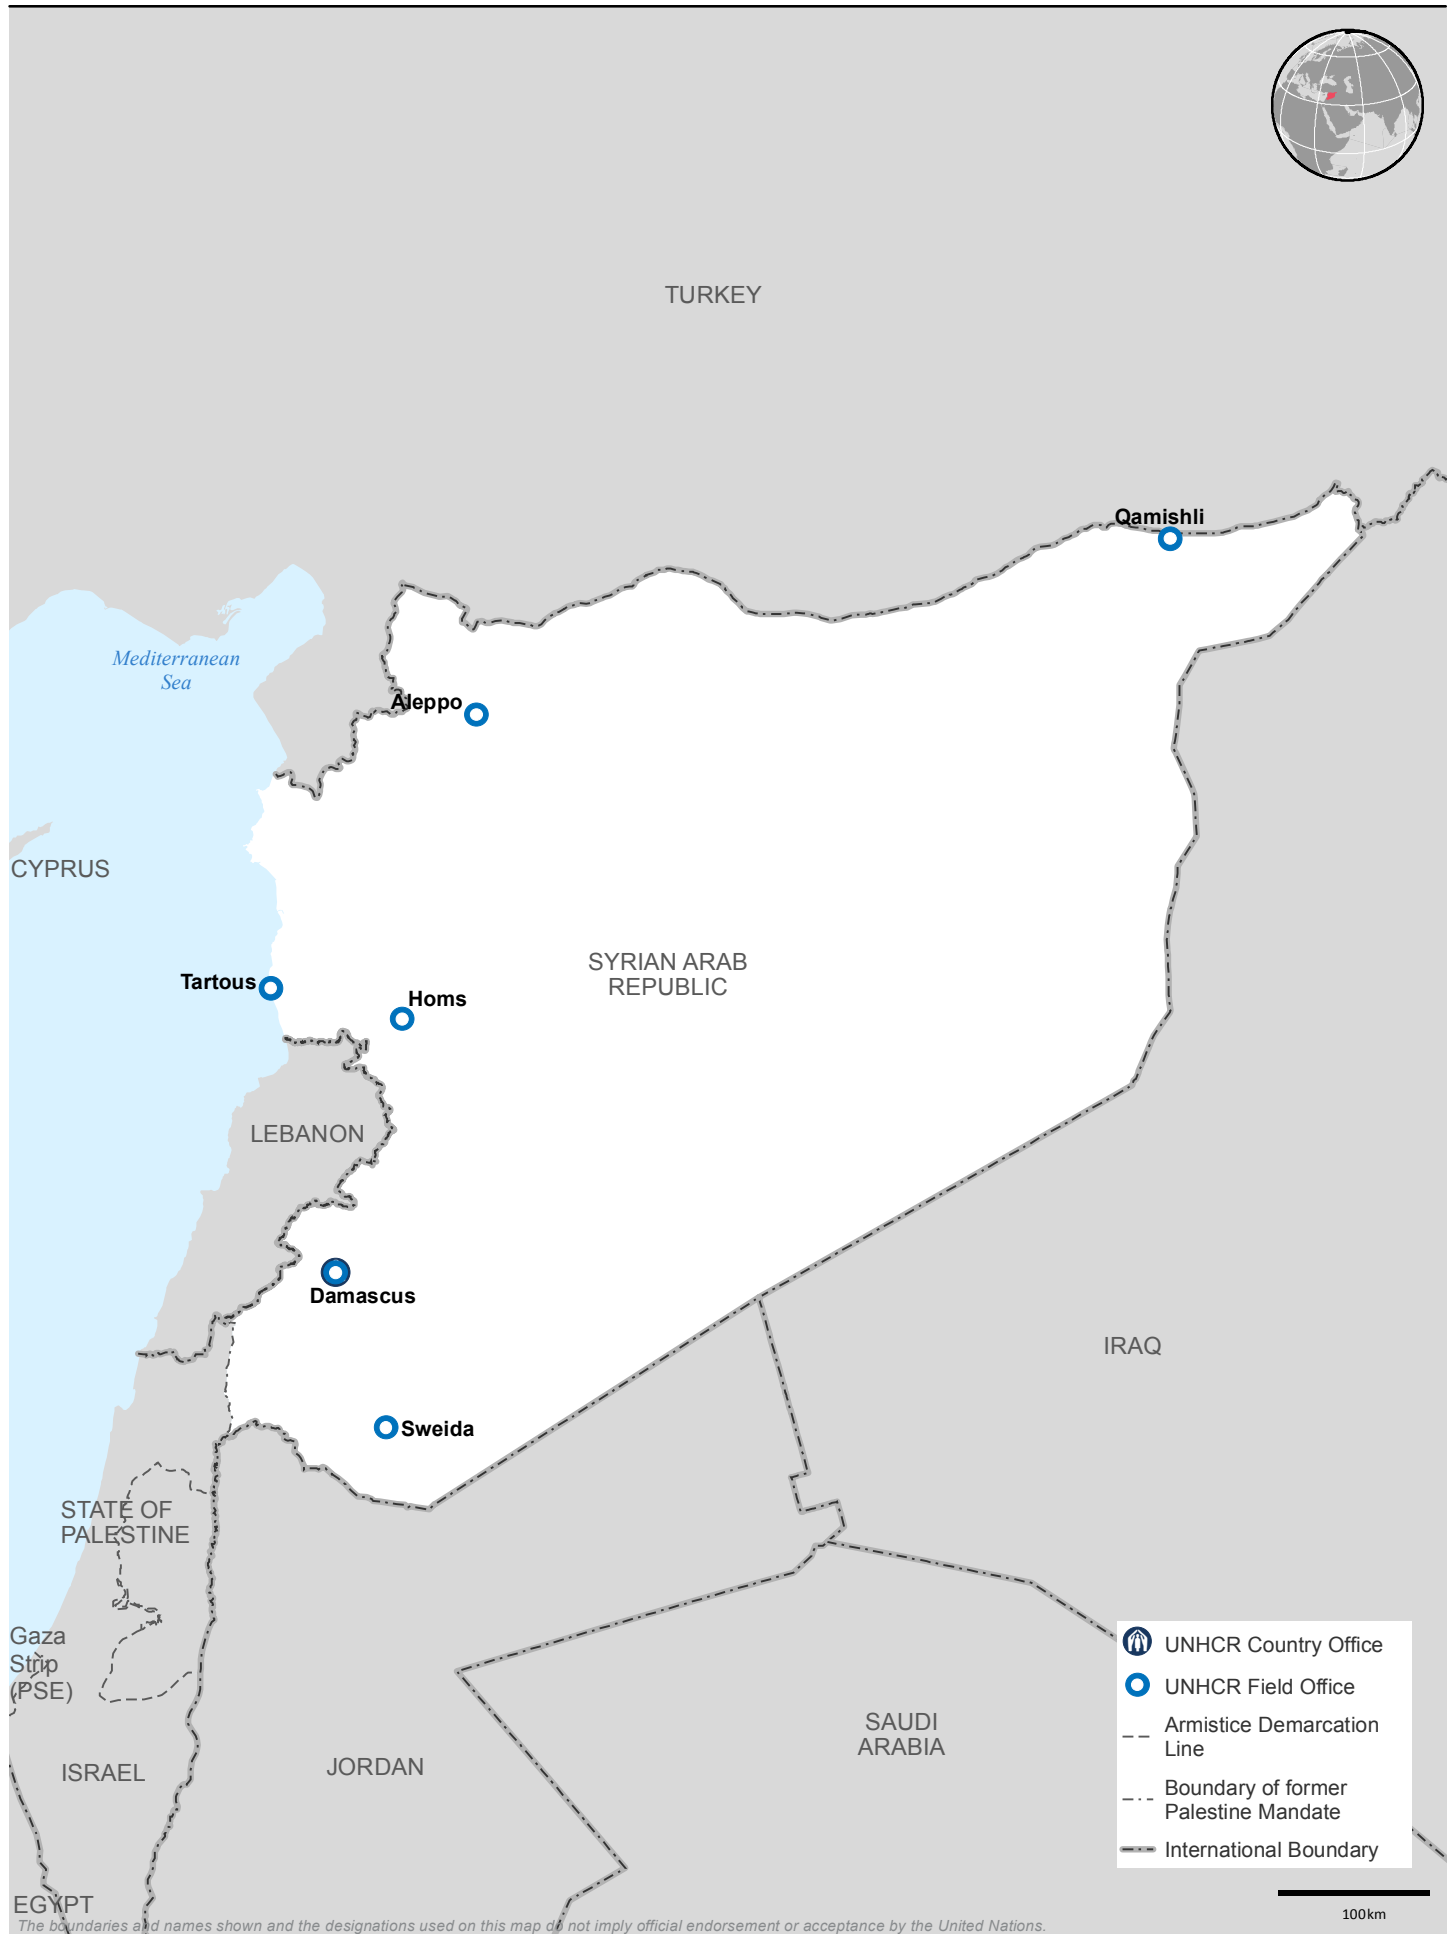 TURKEY
Qamishli
Mediterranean
Sea
Aleppo
CYPRUS
SYRIAN ARAB
REPUBLIC
Tartous
Homs
LEBANON
Damascus
IRAQ
Sweida
STATE OF
PALESTINE
Gaza
Strip
(PSE)
UNHCR Country Office
UNHCR Field Office
Armistice Demarcation
Line
Boundary of former
Palestine Mandate
International Boundary
SAUDI
ARABIA
ISRAEL
JORDAN
EGYPT
100km
The boundaries and names shown and the designations used on this map do not imply official endorsement or acceptance by the United Nations.